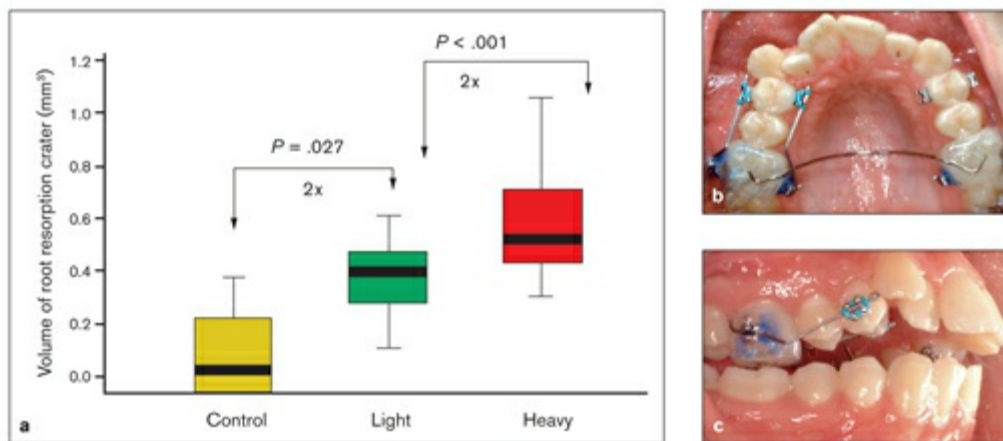 P < .001
2x
P = .027
2x
Volume of root resorption crater (mm³)
1.2
1.0
0.8
0.6
0.4
0.2
0.0
Control Light Heavy
a
b
c